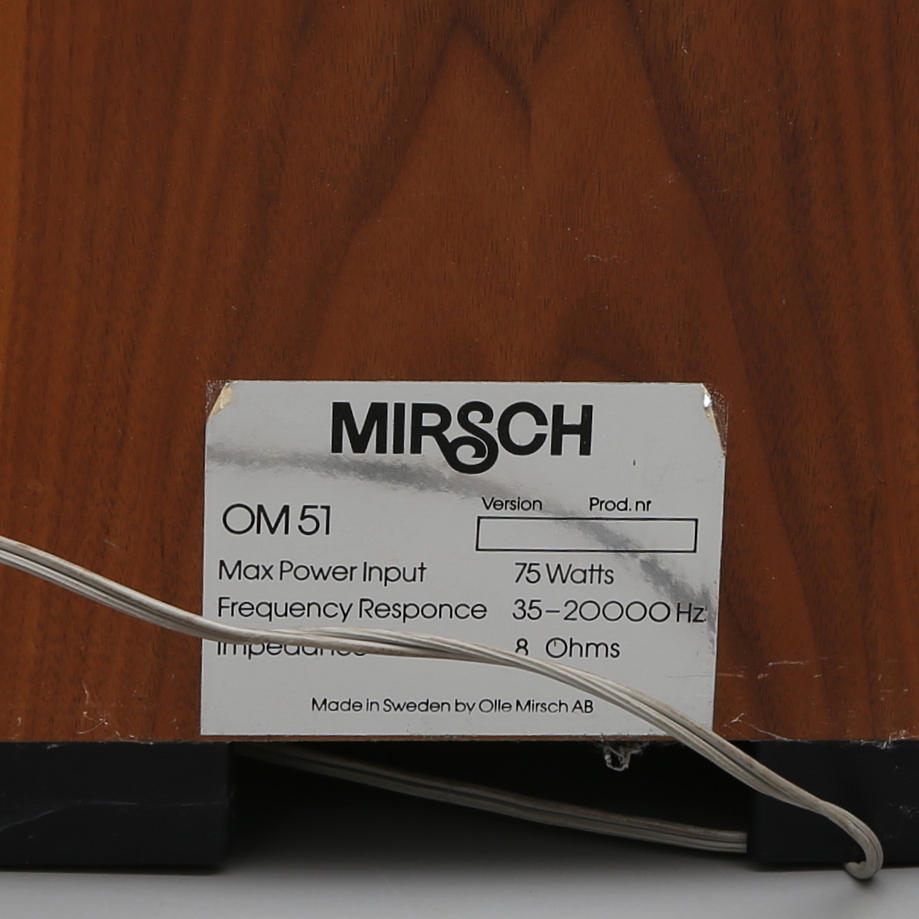 MIRSCH
Version Prod. nr
OM 51
Max Power Input 75 Watts
Frequency Responce 35-20000 Hz
Impedance 8 Ohms
Made in Sweden by Olle Mirsch AB